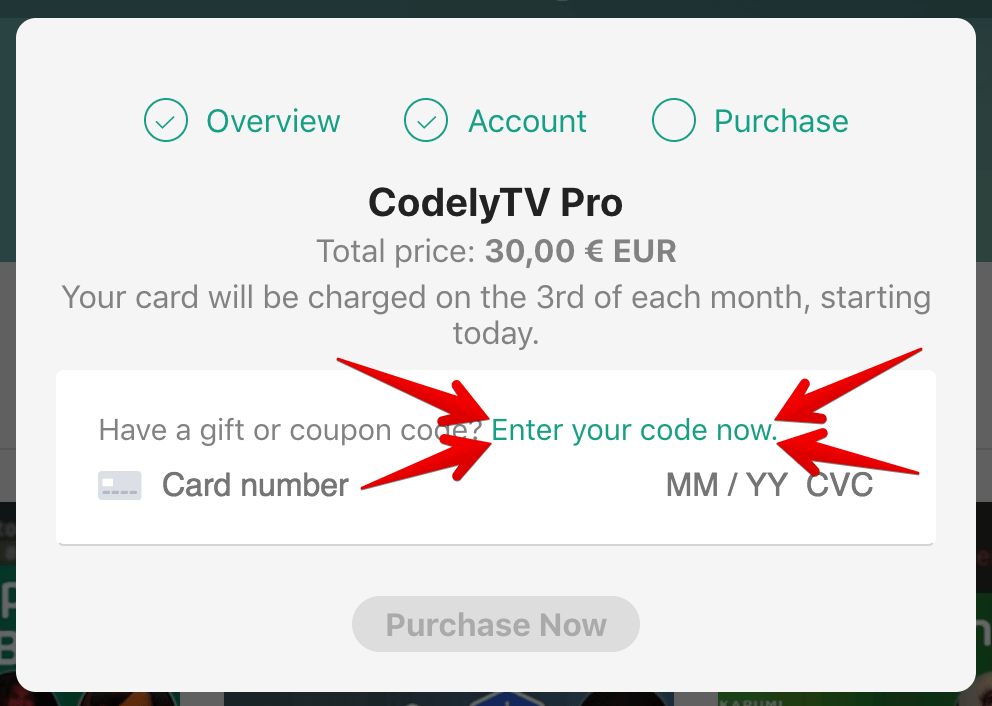 Overview Account Purchase
CodelyTV Pro
Total price: 30,00 € EUR
Your card will be charged on the 3rd of each month, starting
today.
Have a gift or coupon code? Enter your code now.
Card number MM / YY CVC
Purchase Now